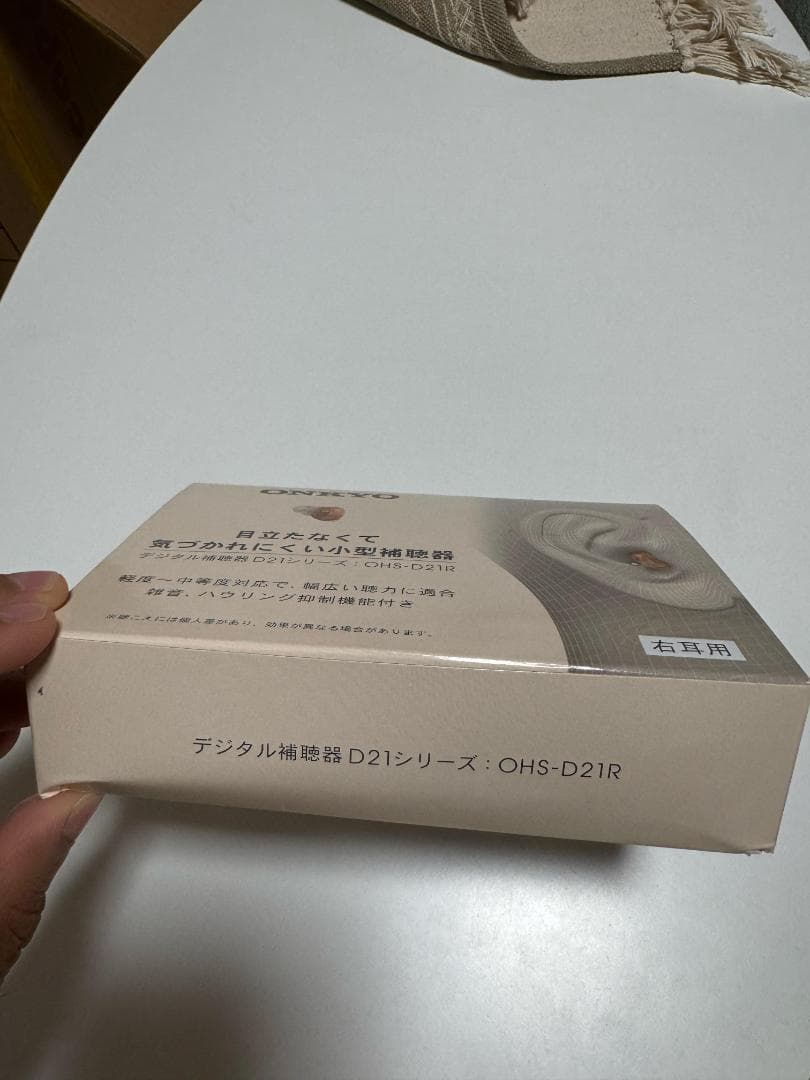 ONKYO
目立たなくて
気づかれにくい小型補聴器
デジタル補聴器 D21シリーズ：OHS-D21R
軽度～中等度対応で、幅広い聴力に適合
雑音、ハウリング抑制機能付き
※聴こえには個人差があり、効果が異なる場合があります。
右耳用
デジタル補聴器 D21シリーズ：OHS-D21R